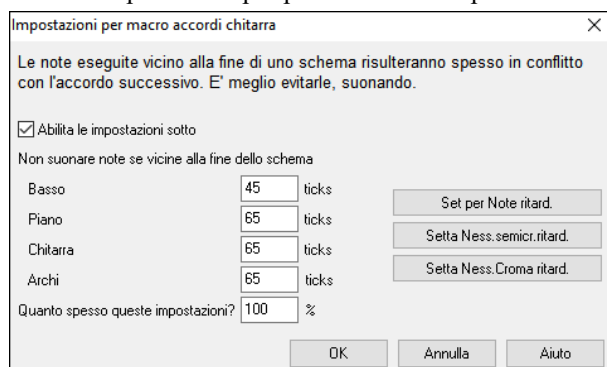 Impostazioni per macro accordi chitarra
Le note eseguite vicino alla fine di uno schema risulteranno spesso in conflitto
con l'accordo successivo. E' meglio evitarle, suonando.
Abilita le impostazioni sotto
Non suonare note se vicine alla fine dello schema
Basso 45 ticks
Piano 65 ticks
Chitarra 65 ticks
Archi 65 ticks
Quanto spesso queste impostazioni? 100 %
Set per Note ritard.
Setta Ness.semicr.ritard.
Setta Ness.Croma ritard.
OK Annulla Aiuto